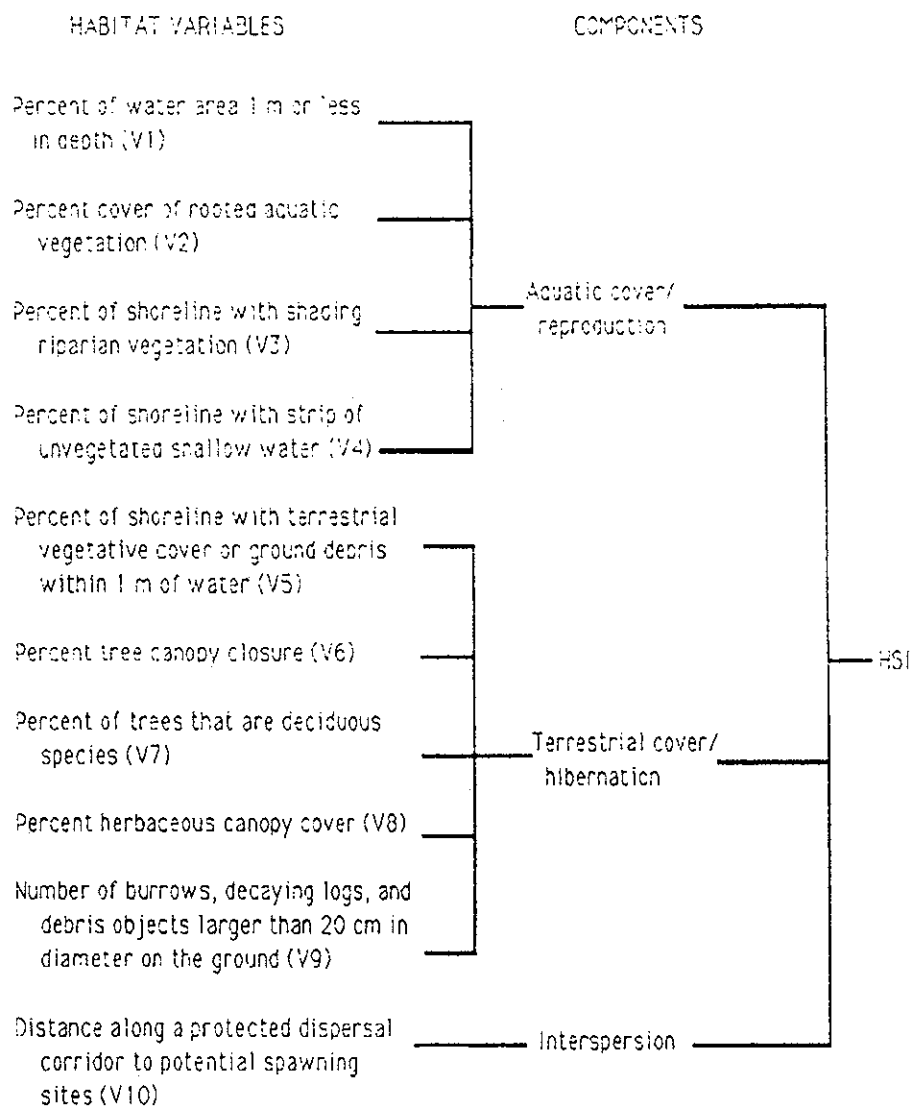 HABITAT VARIABLES
COMPONENTS
Percent of water area 1 m or less
in depth (V1)
Percent cover of rooted aquatic
vegetation (V2)
Percent of shoreline with shading
riparian vegetation (V3)
Percent of shoreline with strip of
unvegetated shallow water (V4)
Aquatic cover/
reproduction
Percent of shoreline with terrestrial
vegetative cover or ground debris
within 1 m of water (V5)
Percent tree canopy closure (V6)
Percent of trees that are deciduous
species (V7)
Percent herbaceous canopy cover (V8)
Number of burrows, decaying logs, and
debris objects larger than 20 cm in
diameter on the ground (V9)
Terrestrial cover/
hibernation
Distance along a protected dispersal
corridor to potential spawning
sites (V10)
Interspersion
HSI